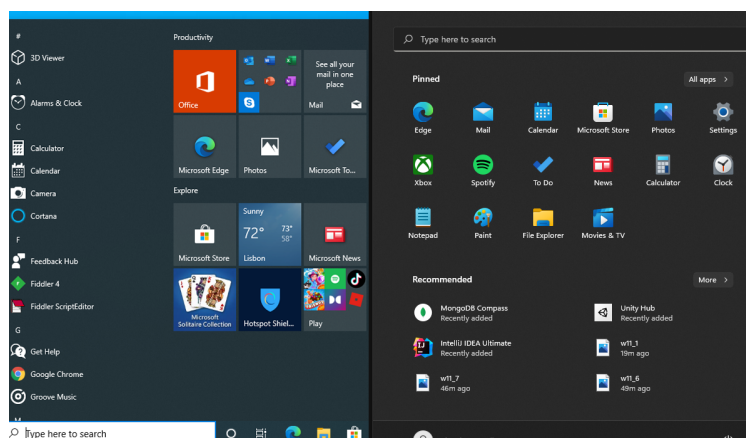 #
3D Viewer
A
Alarms & Clock
C
Calculator
Calendar
Camera
Cortana
F
Feedback Hub
Fiddler 4
Fiddler ScriptEditor
G
Get Help
Google Chrome
Groove Music
M
Type here to search
Productivity
Office
See all your
mail in one
place
Mail
Microsoft Edge
Photos
Microsoft To...
Explore
Microsoft Store
Sunny
72°
73°
58°
Lisbon
Microsoft News
Microsoft
Solitaire Collection
Hotspot Shiel...
Play
Type here to search
Pinned
All apps >
Edge
Mail
Calendar
Microsoft Store
Photos
Settings
Xbox
Spotify
To Do
News
Calculator
Clock
Notepad
Paint
File Explorer
Movies & TV
Recommended
More >
MongoDB Compass
Recently added
Unity Hub
Recently added
IntelliJ IDEA Ultimate
Recently added
w11_1
19m ago
w11_7
46m ago
w11_6
49m ago